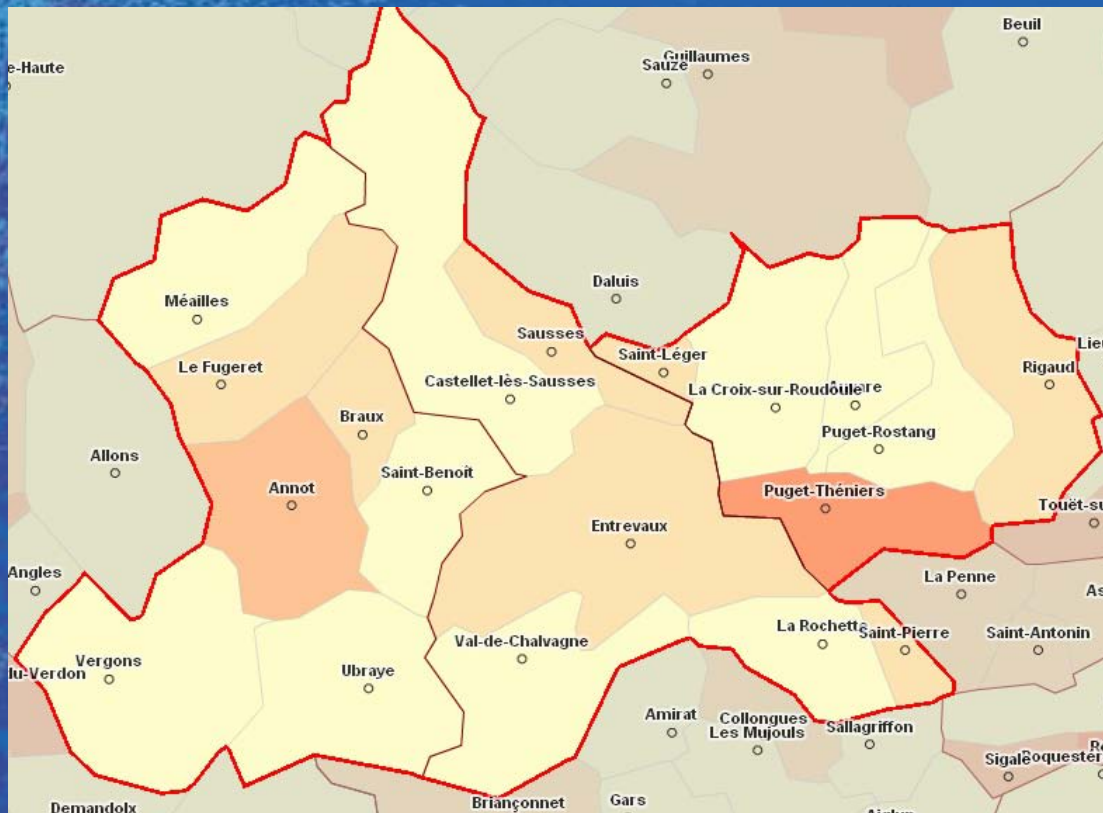 Beuil
Guillaumes
Sauze
e-Haute
Daluis
Méailles
Sausses
Saint-Léger
Le Fugeret
Rigaud
Castellet-lès-Sausses
La Croix-sur-Roudoule
Braux
Puget-Rostang
Allons
Saint-Benoît
Annot
Puget-Théniers
Touët-su
Entrevaux
Angles
La Penne
La Rochette
Saint-Pierre
Saint-Antonin
Val-de-Chalvagne
Vergons
du-Verdon
Ubraye
Amirat
Collongues
Les Mujouls
Sallagriffon
Sigale
Roquester
Demandolx
Briançonnet
Gars